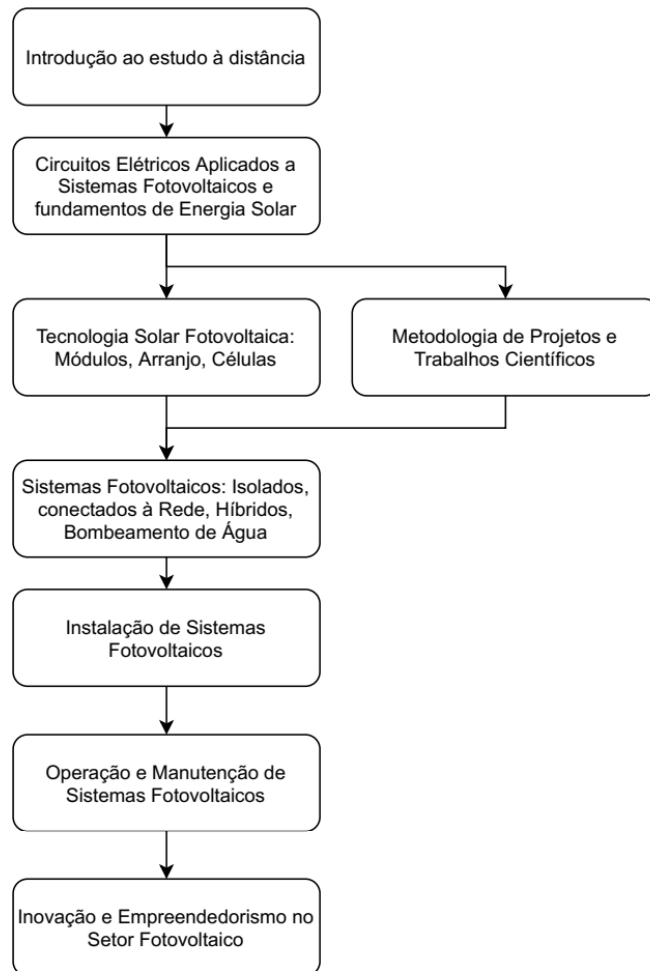 Introdução ao estudo à distância
Circuitos Elétricos Aplicados a
Sistemas Fotovoltaicos e
fundamentos de Energia Solar
Tecnologia Solar Fotovoltaica:
Módulos, Arranjo, Células
Metodologia de Projetos e
Trabalhos Científicos
Sistemas Fotovoltaicos: Isolados,
conectados à Rede, Híbridos,
Bombeamento de Água
Instalação de Sistemas
Fotovoltaicos
Operação e Manutenção de
Sistemas Fotovoltaicos
Inovação e Empreendedorismo no
Setor Fotovoltaico